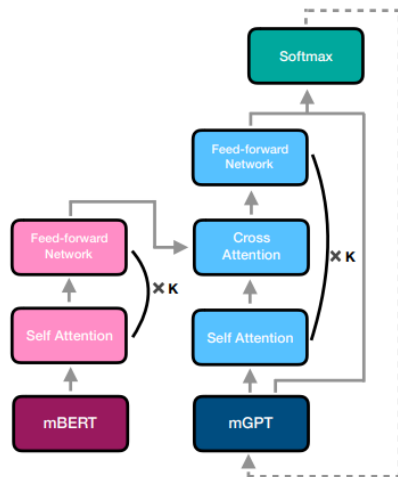 Softmax
Feed-forward
Network
Feed-forward
Network
Cross
Attention
× K
× K
Self Attention
Self Attention
mBERT
mGPT